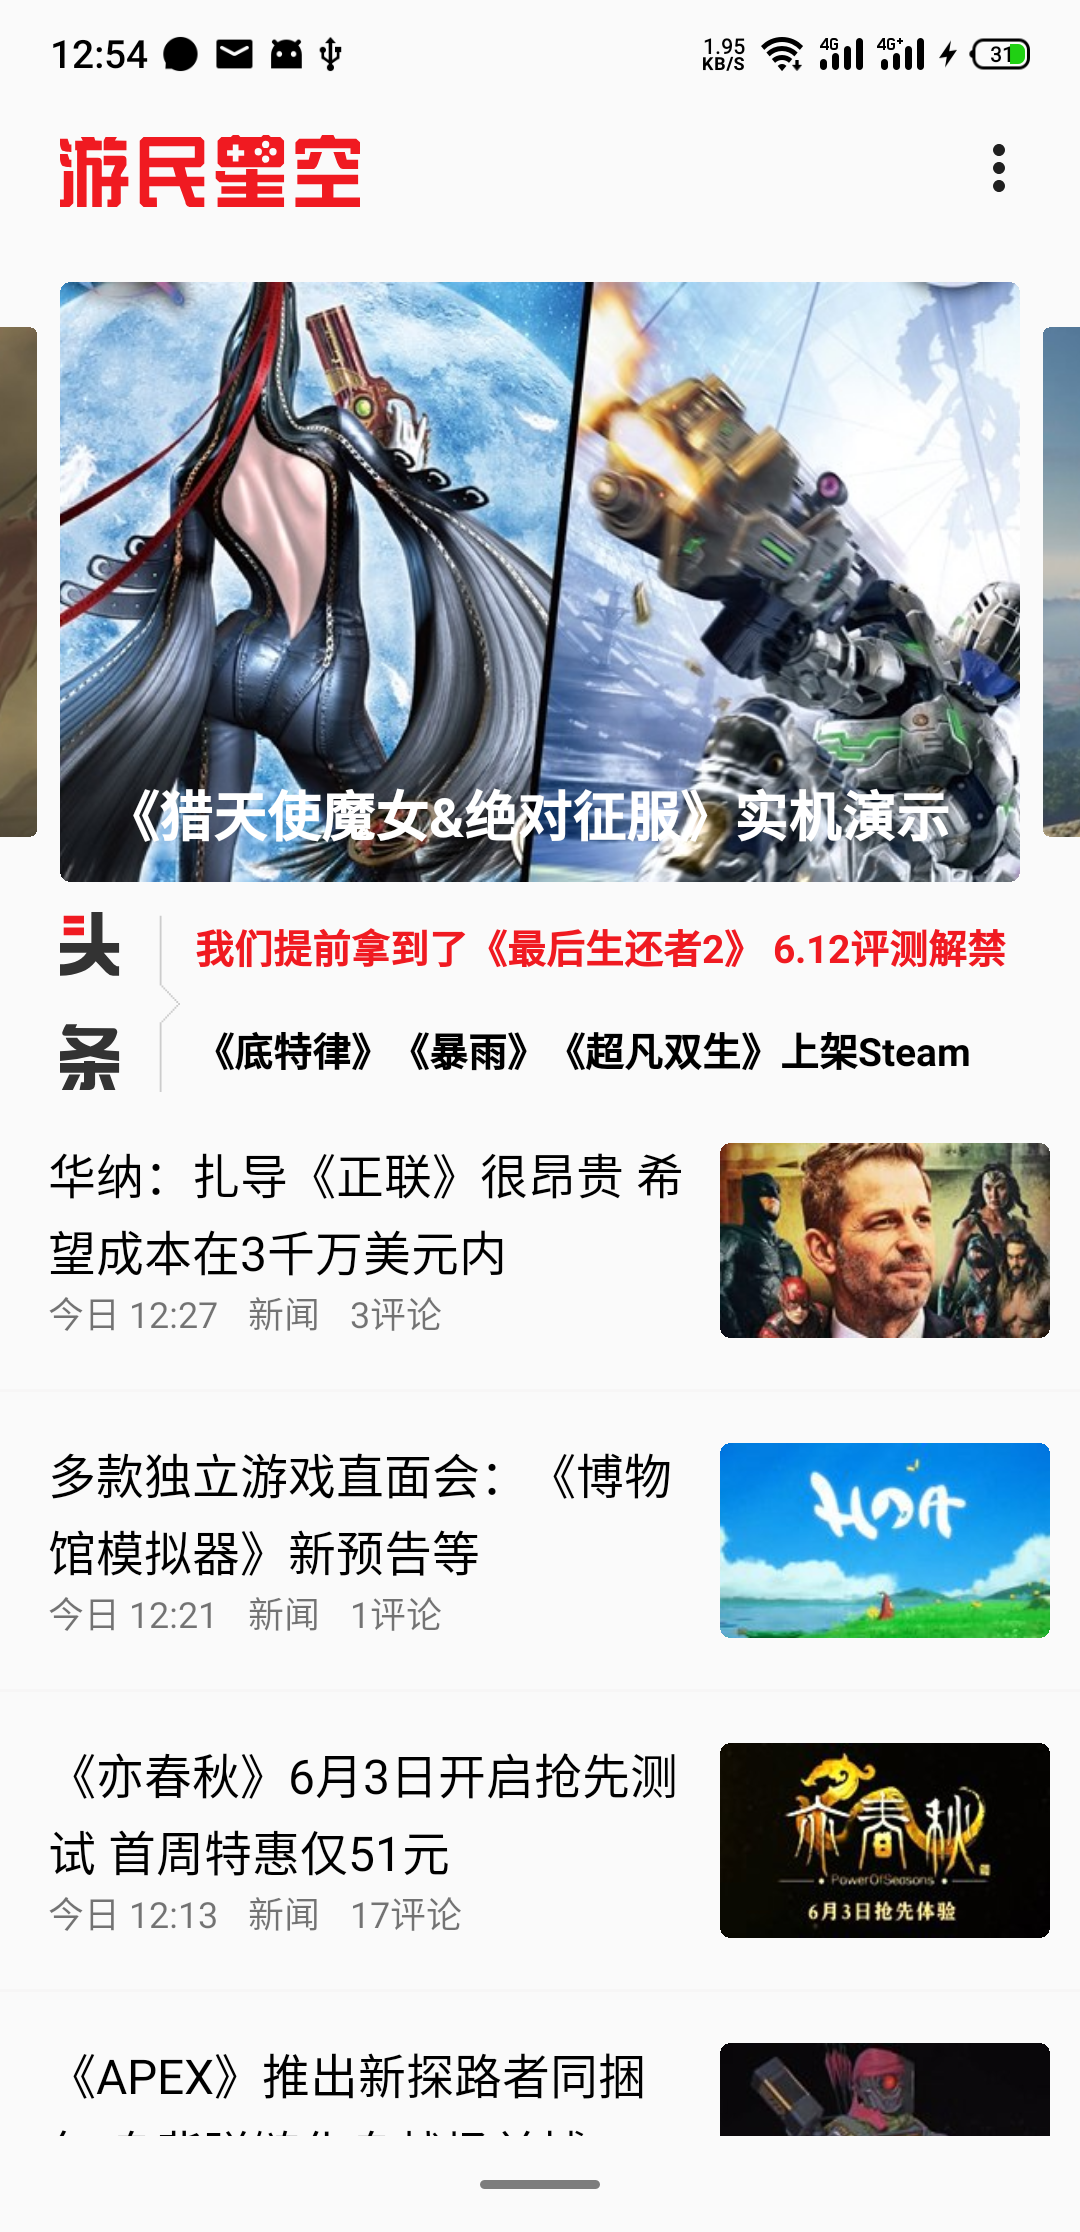 12:54
1.95
KB/S
4G
4G+
31
游民星空
《猎天使魔女&绝对征服》实机演示
头
条
我们提前拿到了《最后生还者2》 6.12评测解禁
《底特律》《暴雨》《超凡双生》上架Steam
华纳：扎导《正联》很昂贵 希
望成本在3千万美元内
今日 12:27 新闻 3评论
多款独立游戏直面会：《博物
馆模拟器》新预告等
今日 12:21 新闻 1评论
HOA
《亦春秋》6月3日开启抢先测
试 首周特惠仅51元
今日 12:13 新闻 17评论
亦春秋
PowerOfSeasons
6月3日抢先体验
《APEX》推出新探路者同捆